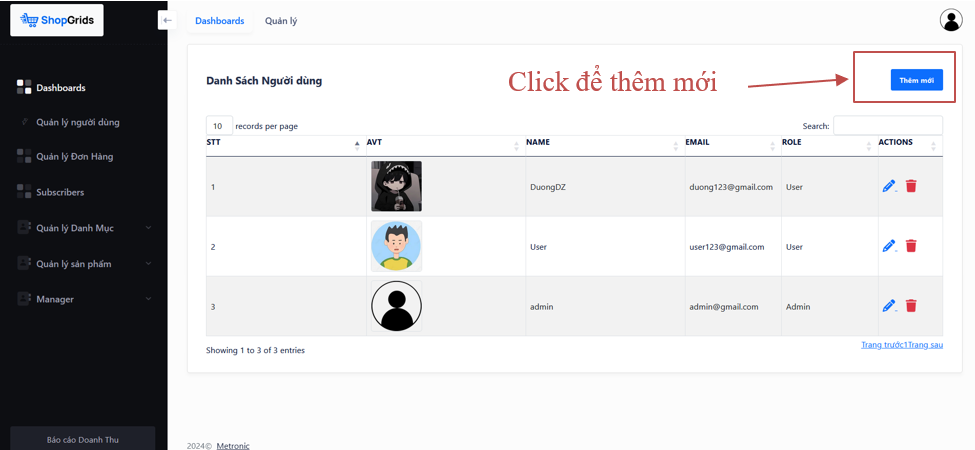 ShopGrids
Dashboards
Quản lý
Dashboards
Quản lý người dùng
Quản lý Đơn Hàng
Subscribers
Quản lý Danh Mục
Quản lý sản phẩm
Manager
Báo cáo Doanh Thu
Danh Sách Người dùng
Click để thêm mới
Thêm mới
10 records per page
Search:
STT AVT NAME EMAIL ROLE ACTIONS
1 DuongDZ duong123@gmail.com User
2 User user123@gmail.com User
3 admin admin@gmail.com Admin
Showing 1 to 3 of 3 entries
Trang trước1Trang sau
2024© Metronic